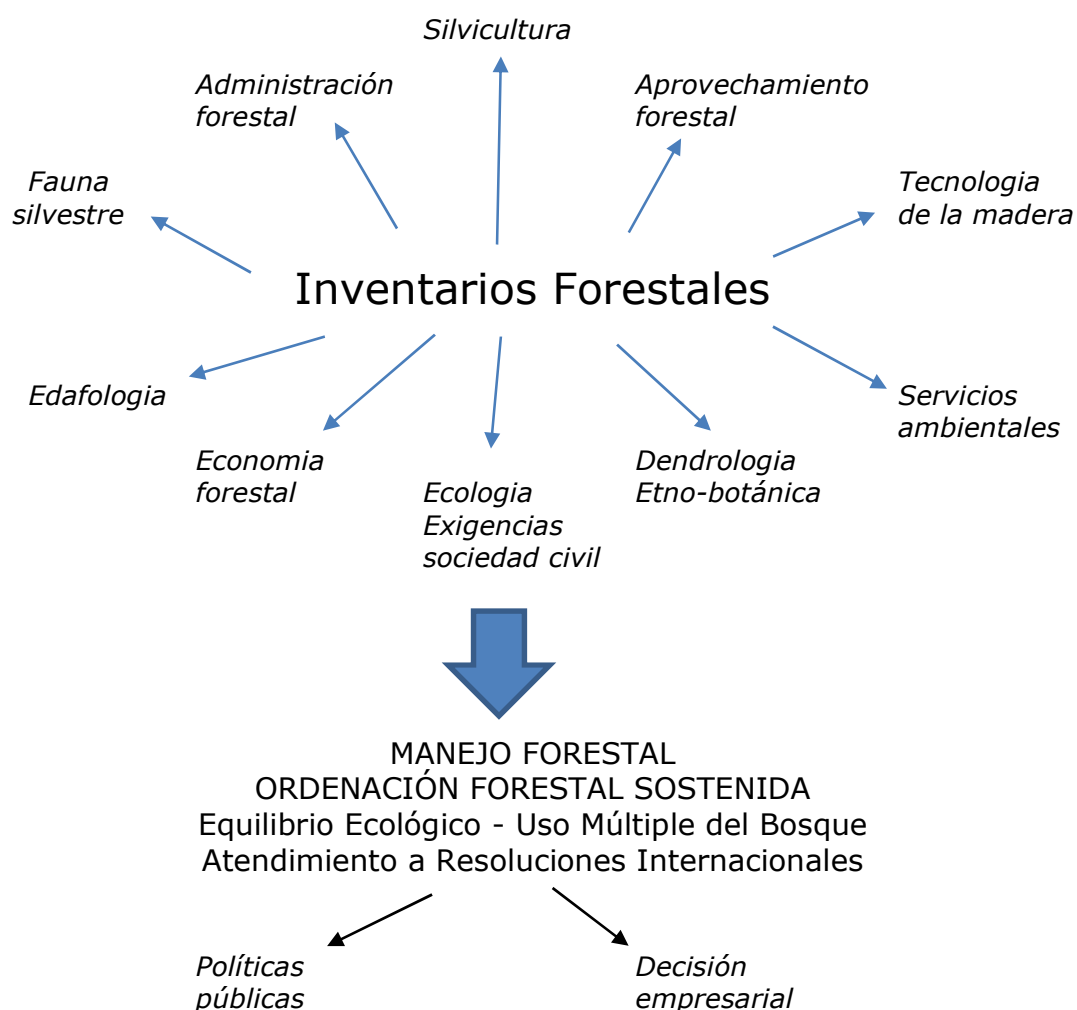 Silvicultura
Administración
forestal
Aprovechamiento
forestal
Fauna
silvestre
Tecnologia
de la madera
Inventarios Forestales
Edafologia
Servicios
ambientales
Economia
forestal
Dendrologia
Etno-botánica
Ecologia
Exigencias
sociedad civil
MANEJO FORESTAL
ORDENACIÓN FORESTAL SOSTENIDA
Equilibrio Ecológico - Uso Múltiple del Bosque
Atendimiento a Resoluciones Internacionales
Políticas
públicas
Decisión
empresarial